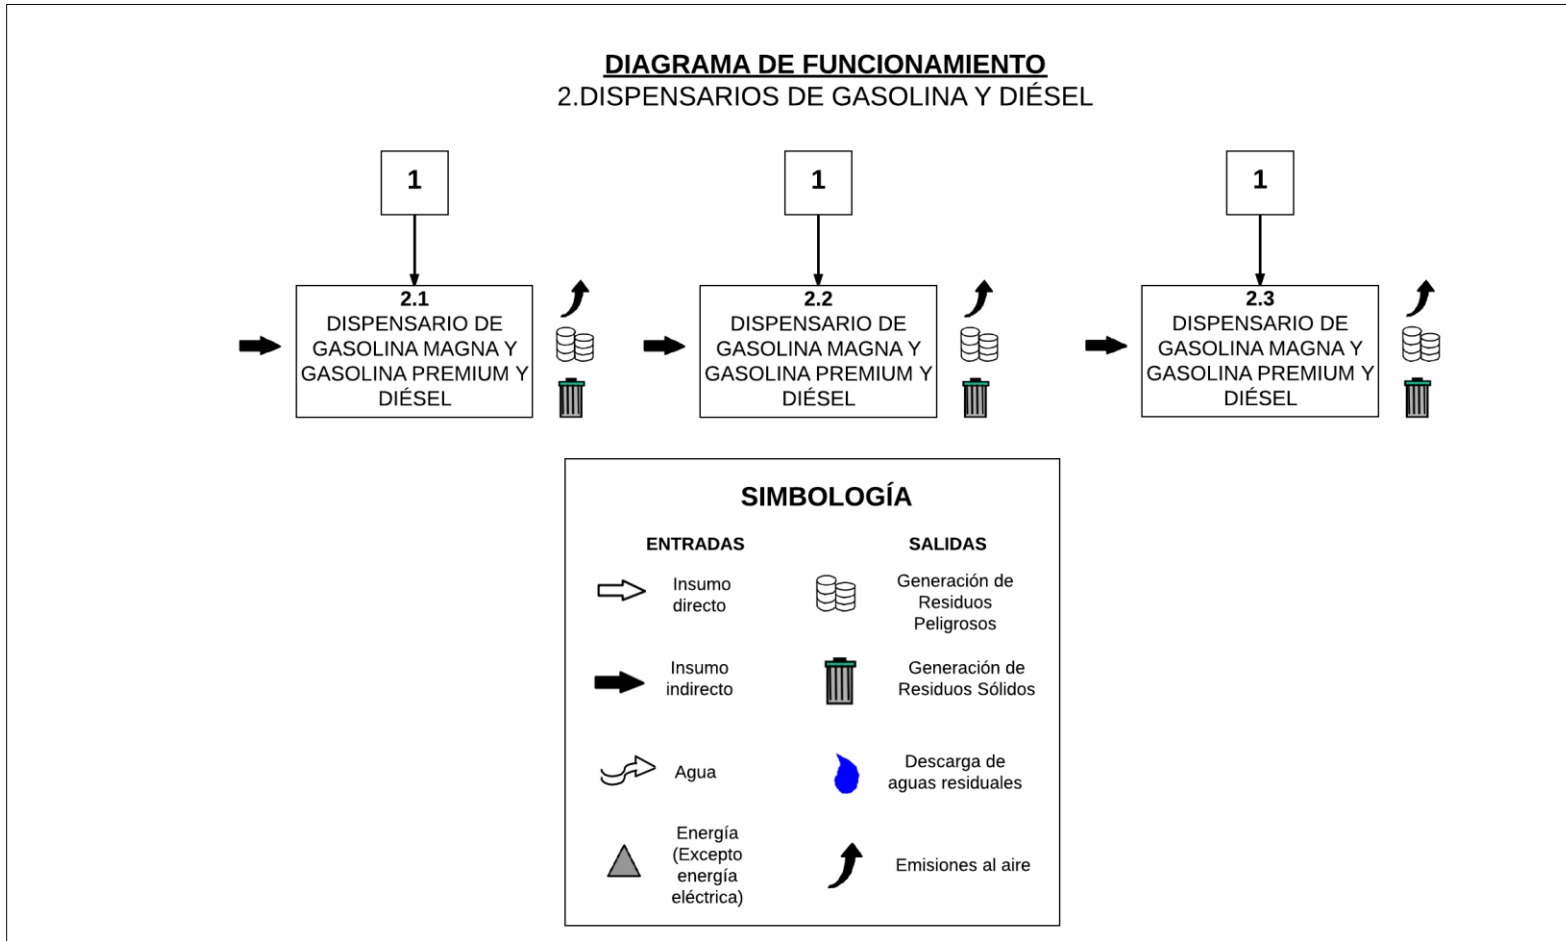 DIAGRAMA DE FUNCIONAMIENTO
2.DISPENSARIOS DE GASOLINA Y DIÉSEL
1
1
1
2.1
DISPENSARIO DE
GASOLINA MAGNA Y
GASOLINA PREMIUM Y
DIÉSEL
2.2
DISPENSARIO DE
GASOLINA MAGNA Y
GASOLINA PREMIUM Y
DIÉSEL
2.3
DISPENSARIO DE
GASOLINA MAGNA Y
GASOLINA PREMIUM Y
DIÉSEL
SIMBOLOGÍA
ENTRADAS
Insumo
directo
Insumo
indirecto
Agua
Energía
(Excepto
energía
eléctrica)
SALIDAS
Generación de
Residuos
Peligrosos
Generación de
Residuos Sólidos
Descarga de
aguas residuales
Emisiones al aire